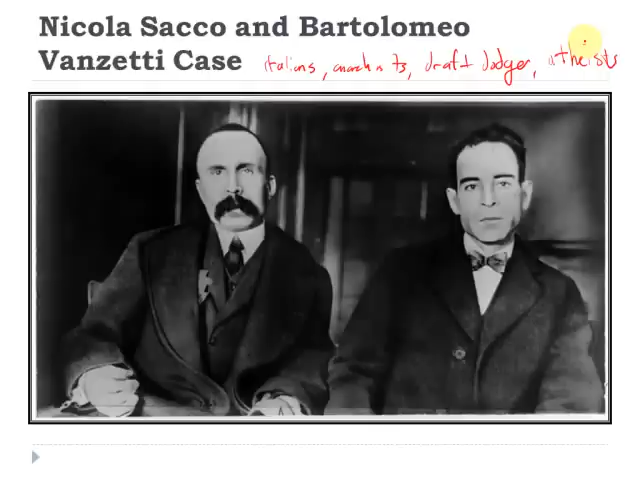 Nicola Sacco and Bartolomeo
Vanzetti Case italians, anarchists, draft dodger, atheists